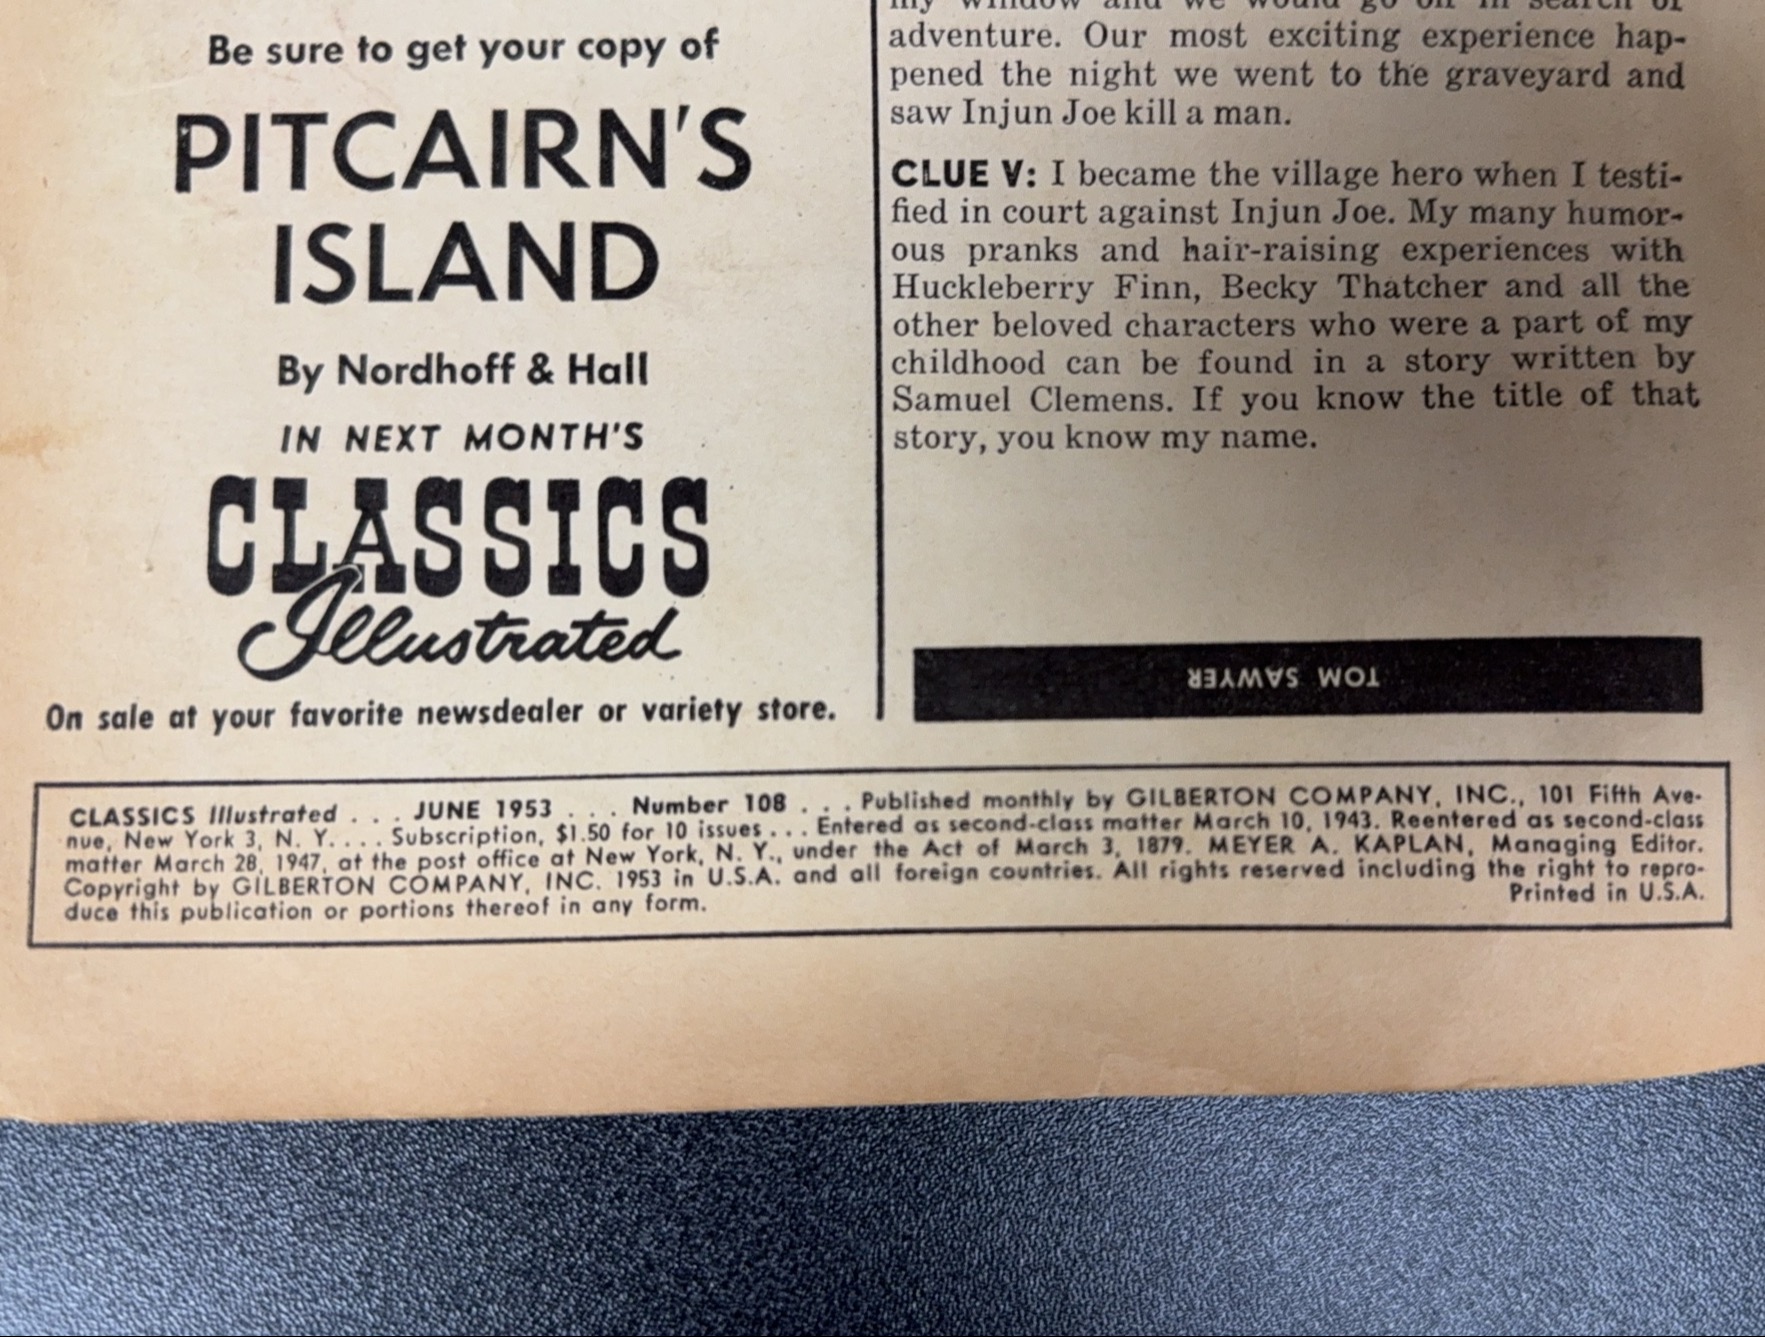 Be sure to get your copy of
PITCAIRN'S
ISLAND
By Nordhoff & Hall
IN NEXT MONTH'S
CLASSICS
Illustrated
On sale at your favorite newsdealer or variety store.
my window and we would go off in search of
adventure. Our most exciting experience hap-
pened the night we went to the graveyard and
saw Injun Joe kill a man.
CLUE V: I became the village hero when I testi-
fied in court against Injun Joe. My many humor-
ous pranks and hair-raising experiences with
Huckleberry Finn, Becky Thatcher and all the
other beloved characters who were a part of my
childhood can be found in a story written by
Samuel Clemens. If you know the title of that
story, you know my name.
TOM SAWYER
CLASSICS Illustrated . . . JUNE 1953 . . . Number 108 . . . Published monthly by GILBERTON COMPANY, INC., 101 Fifth Ave-
nue, New York 3, N. Y. . . . Subscription, $1.50 for 10 issues . . . Entered as second-class matter March 10, 1943. Reentered as second-class
matter March 28, 1947, at the post office at New York, N. Y., under the Act of March 3, 1879. MEYER A. KAPLAN, Managing Editor.
Copyright by GILBERTON COMPANY, INC. 1953 in U.S.A. and all foreign countries. All rights reserved including the right to repro-
duce this publication or portions thereof in any form. Printed in U.S.A.